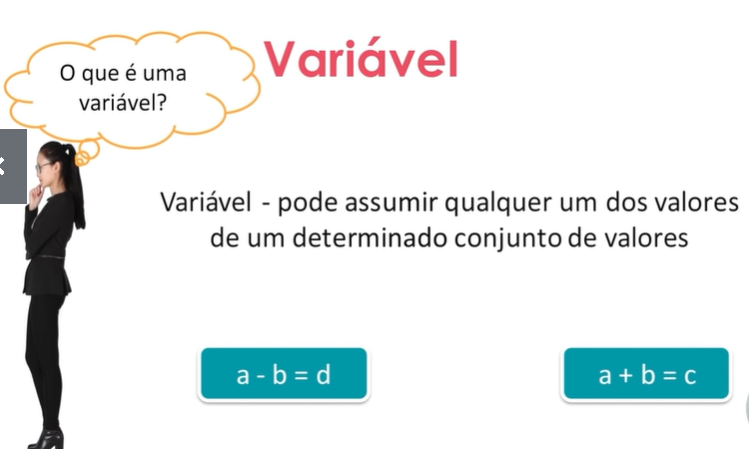 Variável
O que é uma
variável?
Variável - pode assumir qualquer um dos valores
de um determinado conjunto de valores
a - b = d
a + b = c